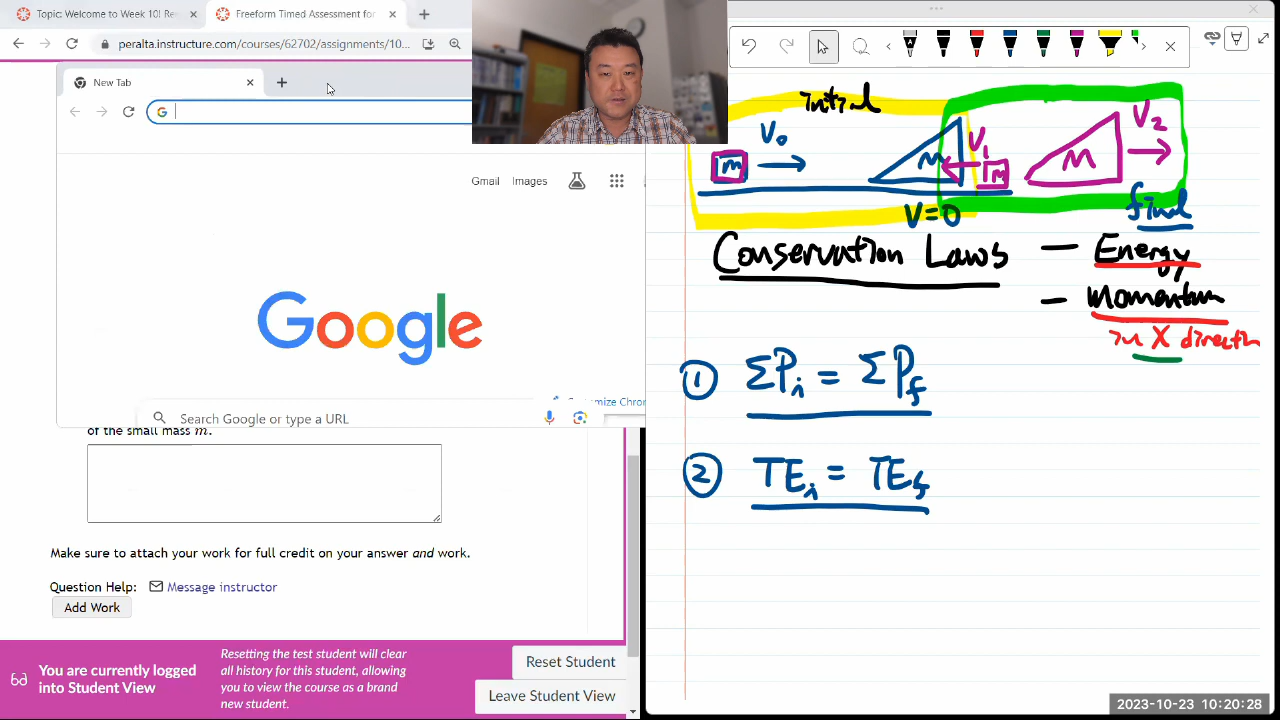 Topic: Welcome to Week 10! Re
Freeform Timed Assessment for
peralta.instructure.com/courses/62702/assignments/10
New Tab
Gmail
Images
Google
Customize Chro
Search Google or type a URL
of the small mass m.
Make sure to attach your work for full credit on your answer and work.
Question Help:
Message instructor
Add Work
You are currently logged
into Student View
Resetting the test student will clear
all history for this student, allowing
you to view the course as a brand
new student.
Reset Student
Leave Student View
initial
m
V₀
m
V=0
V₁
m
m
V₂
final
Conservation Laws
— Energy
— Momentum
in X direction
① ΣPᵢ = ΣP_f
② TEᵢ = TE_f
2023-10-23 10:20:28